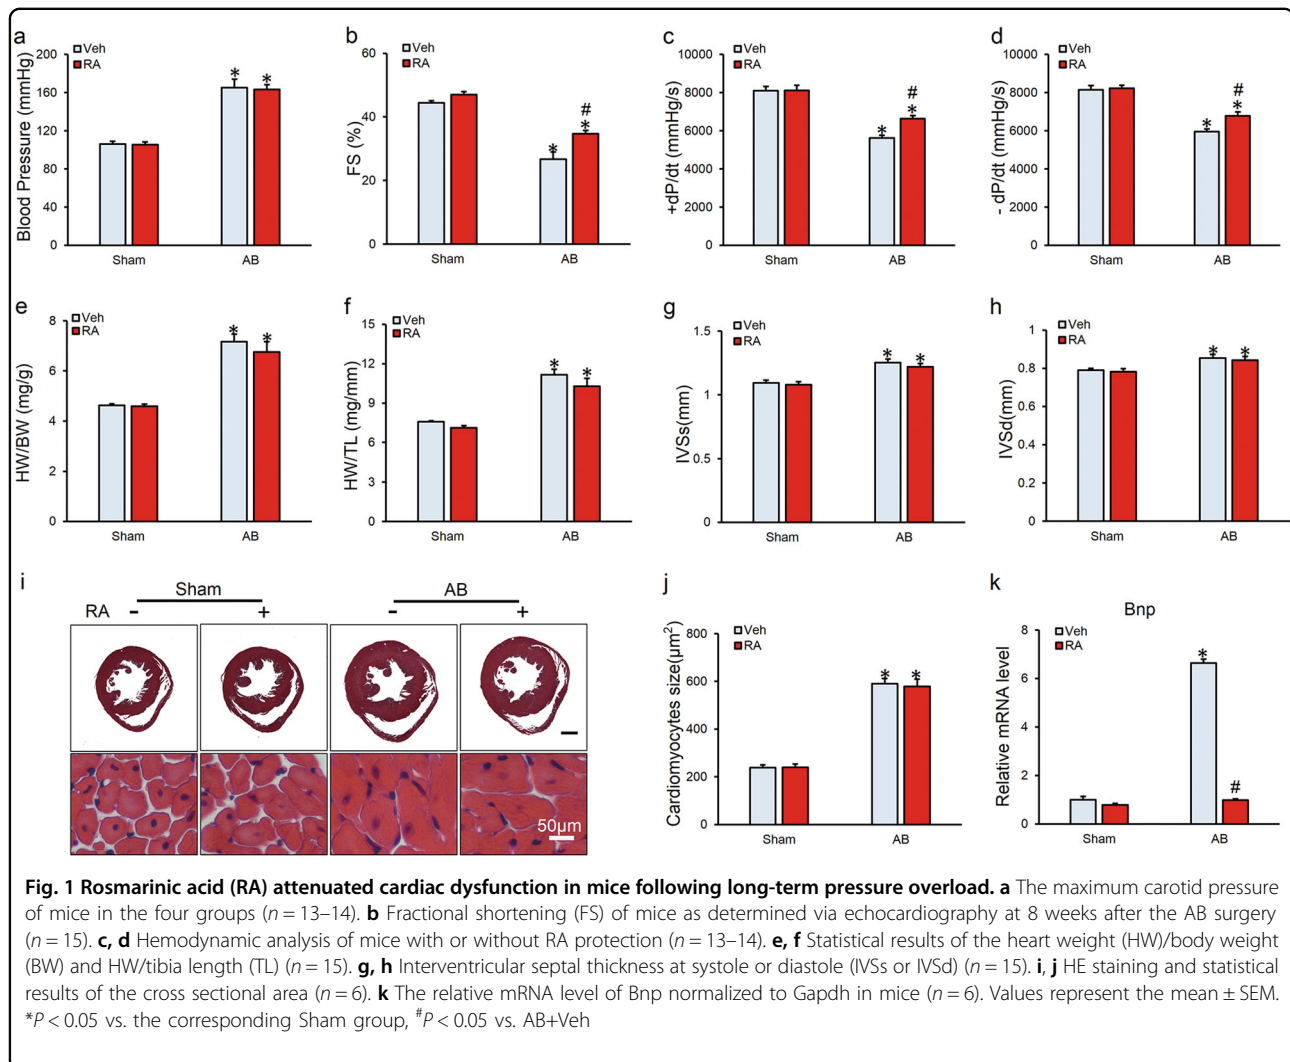 a
Veh
RA
Blood Pressure (mmHg)
200
160
120
80
40
0
* *
Sham AB
b
Veh
RA
FS (%)
60
40
20
0
* # *
Sham AB
c
Veh
RA
+dP/dt (mmHg/s)
10000
8000
6000
4000
2000
0
* # *
Sham AB
d
Veh
RA
- dP/dt (mmHg/s)
10000
8000
6000
4000
2000
0
* # *
Sham AB
e
Veh
RA
HW/BW (mg/g)
8
6
4
2
0
* *
Sham AB
f
Veh
RA
HW/TL (mg/mm)
15
12
9
6
3
0
* *
Sham AB
g
Veh
RA
IVSs(mm)
1.5
1
0.5
0
* *
Sham AB
h
Veh
RA
IVSd(mm)
1
0.8
0.6
0.4
0.2
0
* *
Sham AB
i
Sham AB
RA - + - +
50μm
j
Veh
RA
Cardiomyocytes size(μm²)
800
600
400
200
0
* *
Sham AB
k
Bnp
Veh
RA
Relative mRNA level
8
6
4
2
0
* #
Sham AB
Fig. 1 Rosmarinic acid (RA) attenuated cardiac dysfunction in mice following long-term pressure overload. a The maximum carotid pressure
of mice in the four groups (n = 13–14). b Fractional shortening (FS) of mice as determined via echocardiography at 8 weeks after the AB surgery
(n = 15). c, d Hemodynamic analysis of mice with or without RA protection (n = 13–14). e, f Statistical results of the heart weight (HW)/body weight
(BW) and HW/tibia length (TL) (n = 15). g, h Interventricular septal thickness at systole or diastole (IVSs or IVSd) (n = 15). i, j HE staining and statistical
results of the cross sectional area (n = 6). k The relative mRNA level of Bnp normalized to Gapdh in mice (n = 6). Values represent the mean ± SEM.
*P < 0.05 vs. the corresponding Sham group, #P < 0.05 vs. AB+Veh